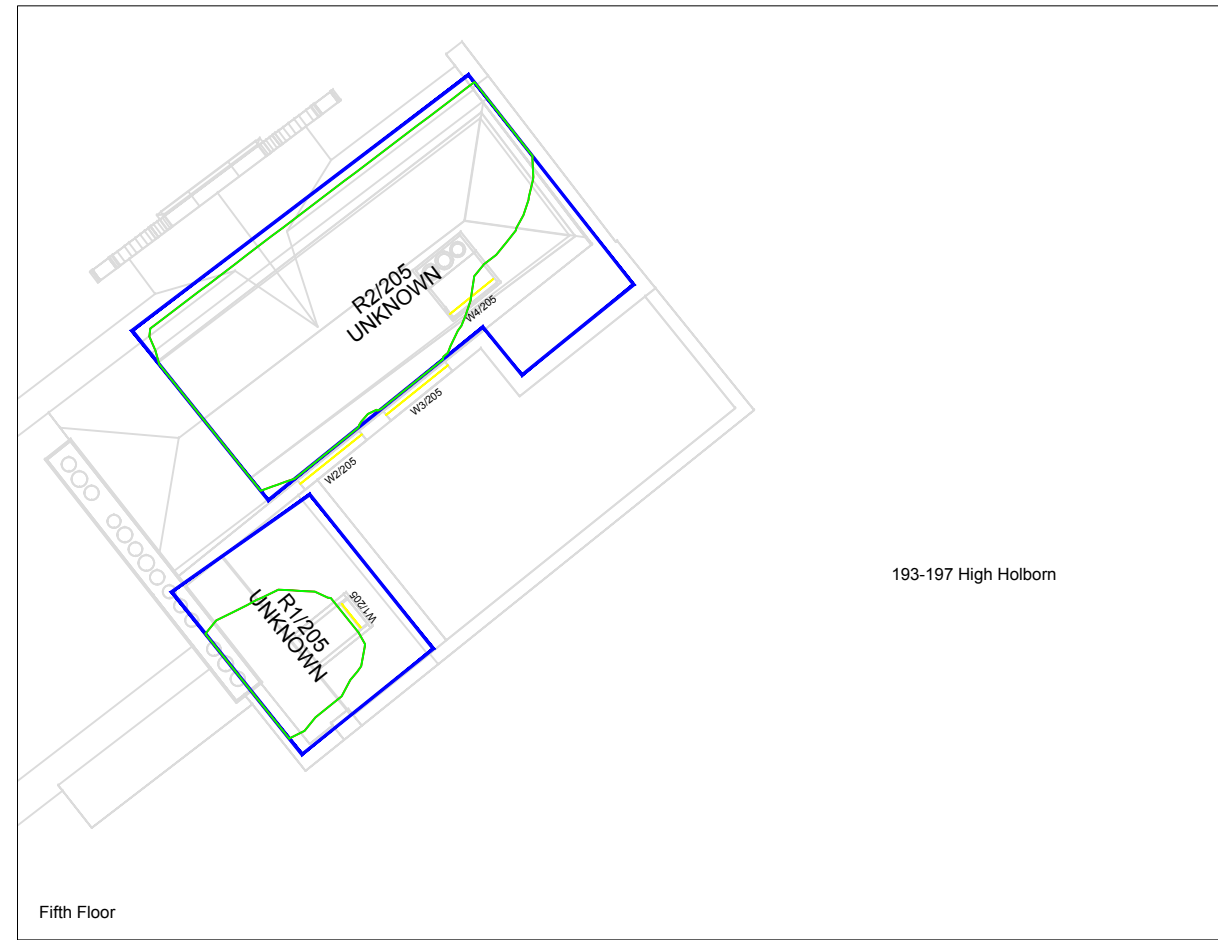 R2/205
UNKNOWN
W4/205
W3/205
W2/205
193-197 High Holborn
W1/205
R1/205
UNKNOWN
Fifth Floor